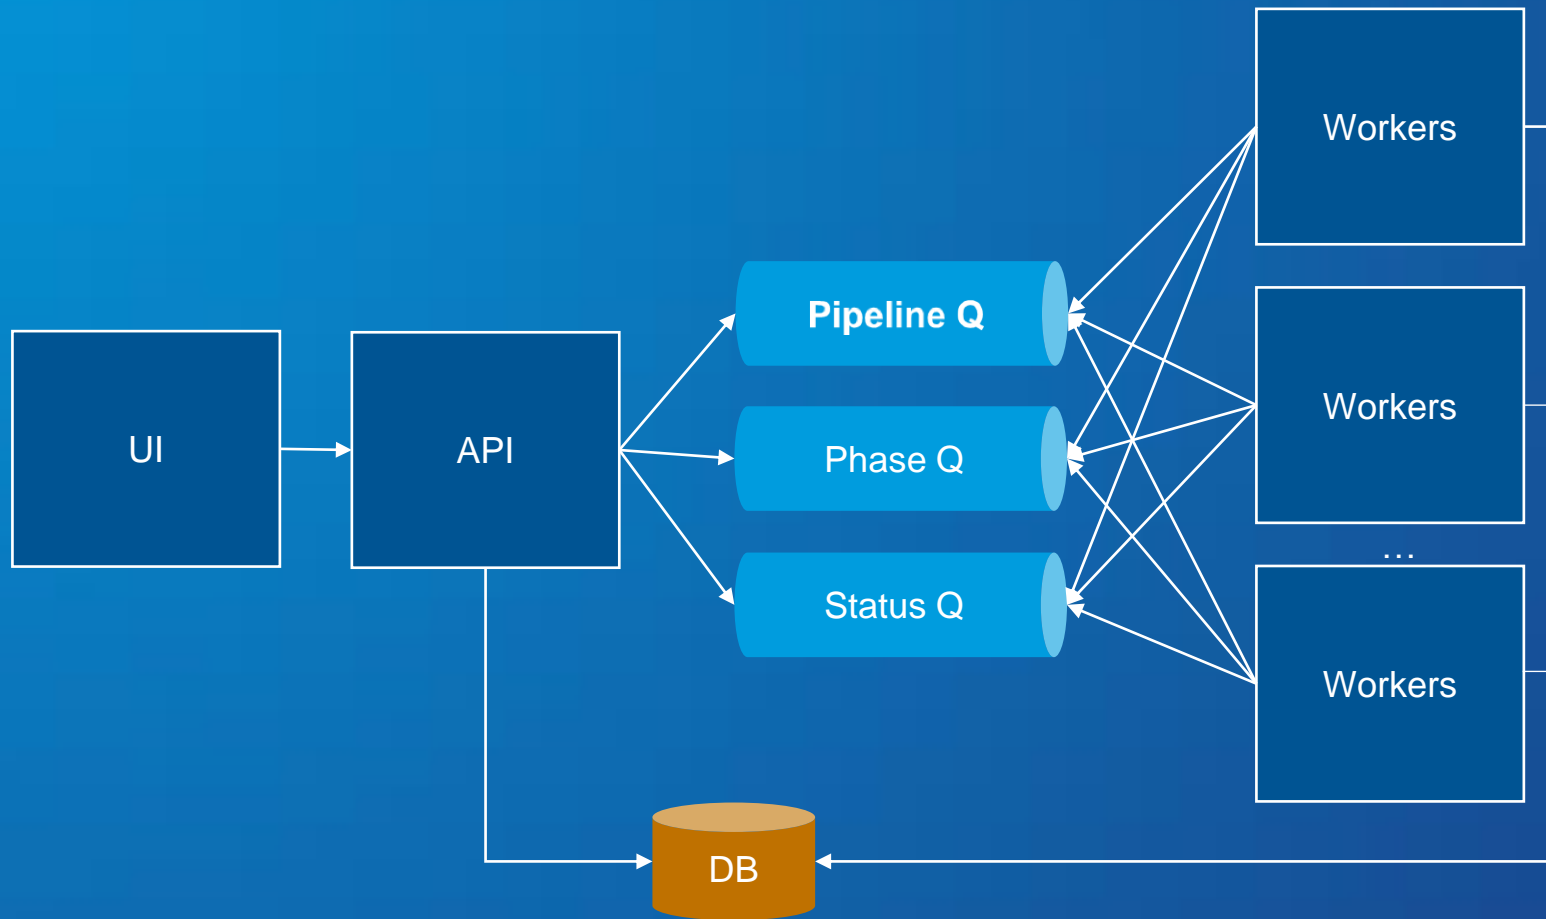 Workers
Pipeline Q
UI
API
Phase Q
Workers
...
Status Q
Workers
DB